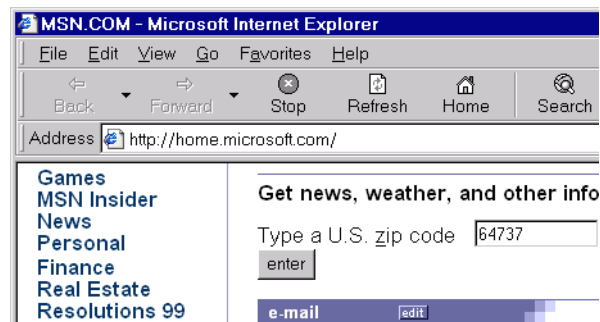 MSN.COM - Microsoft Internet Explorer
File Edit View Go Favorites Help
Back Forward Stop Refresh Home Search
Address http://home.microsoft.com/
Games
MSN Insider
News
Personal
Finance
Real Estate
Resolutions 99
Get news, weather, and other info
Type a U.S. zip code 64737
enter
e-mail edit